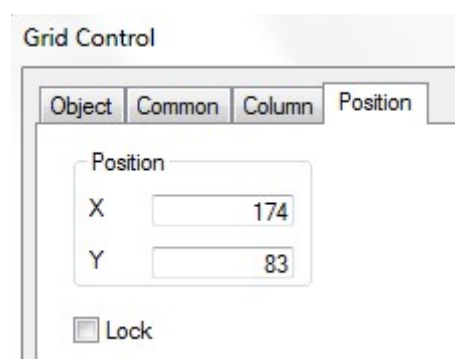 Grid Control
Object Common Column Position
Position
X 174
Y 83
Lock